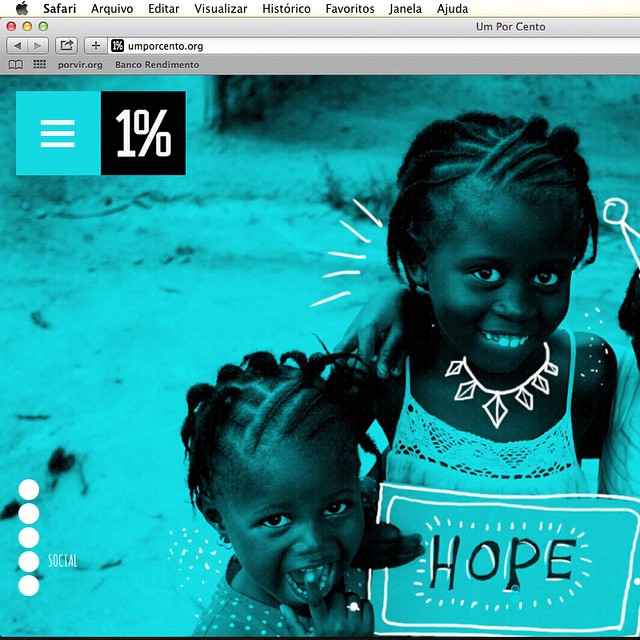 Safari Arquivo Editar Visualizar Histórico Favoritos Janela Ajuda
Um Por Cento
1% umporcento.org
porvir.org Banco Rendimento
1%
HOPE
SOCIAL